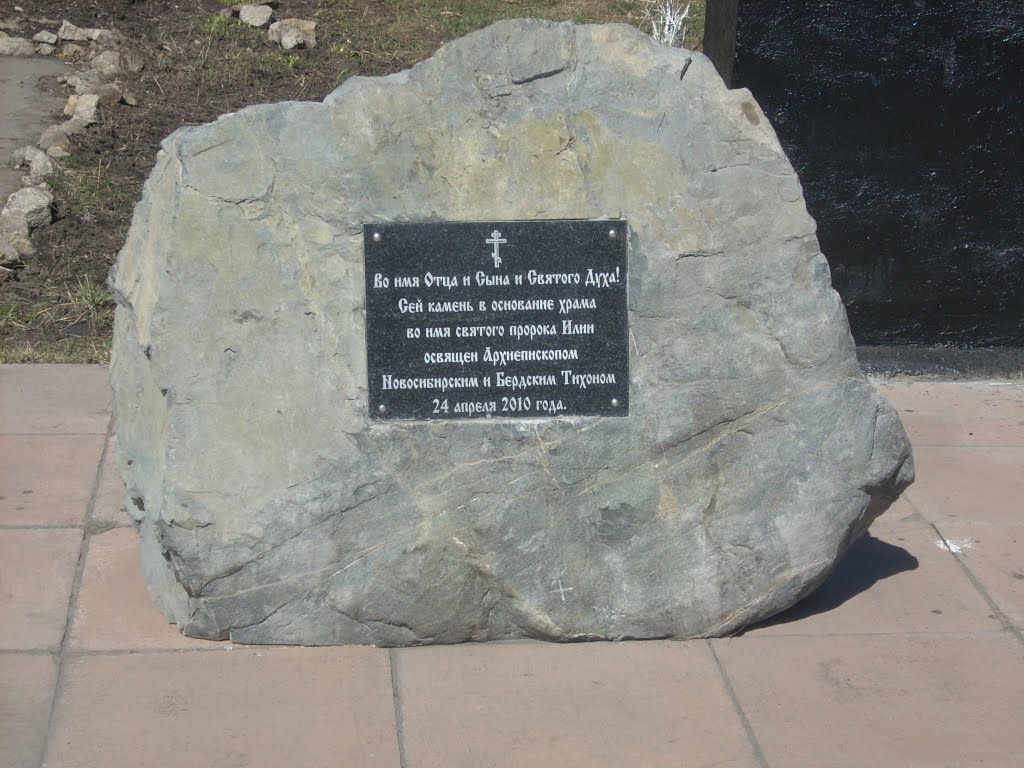 Во имя Отца и Сына и Святого Духа!
Сей камень в основание храма
во имя святого пророка Илии
освящен Архиепископом
Новосибирским и Бердским Тихоном
24 апреля 2010 года.